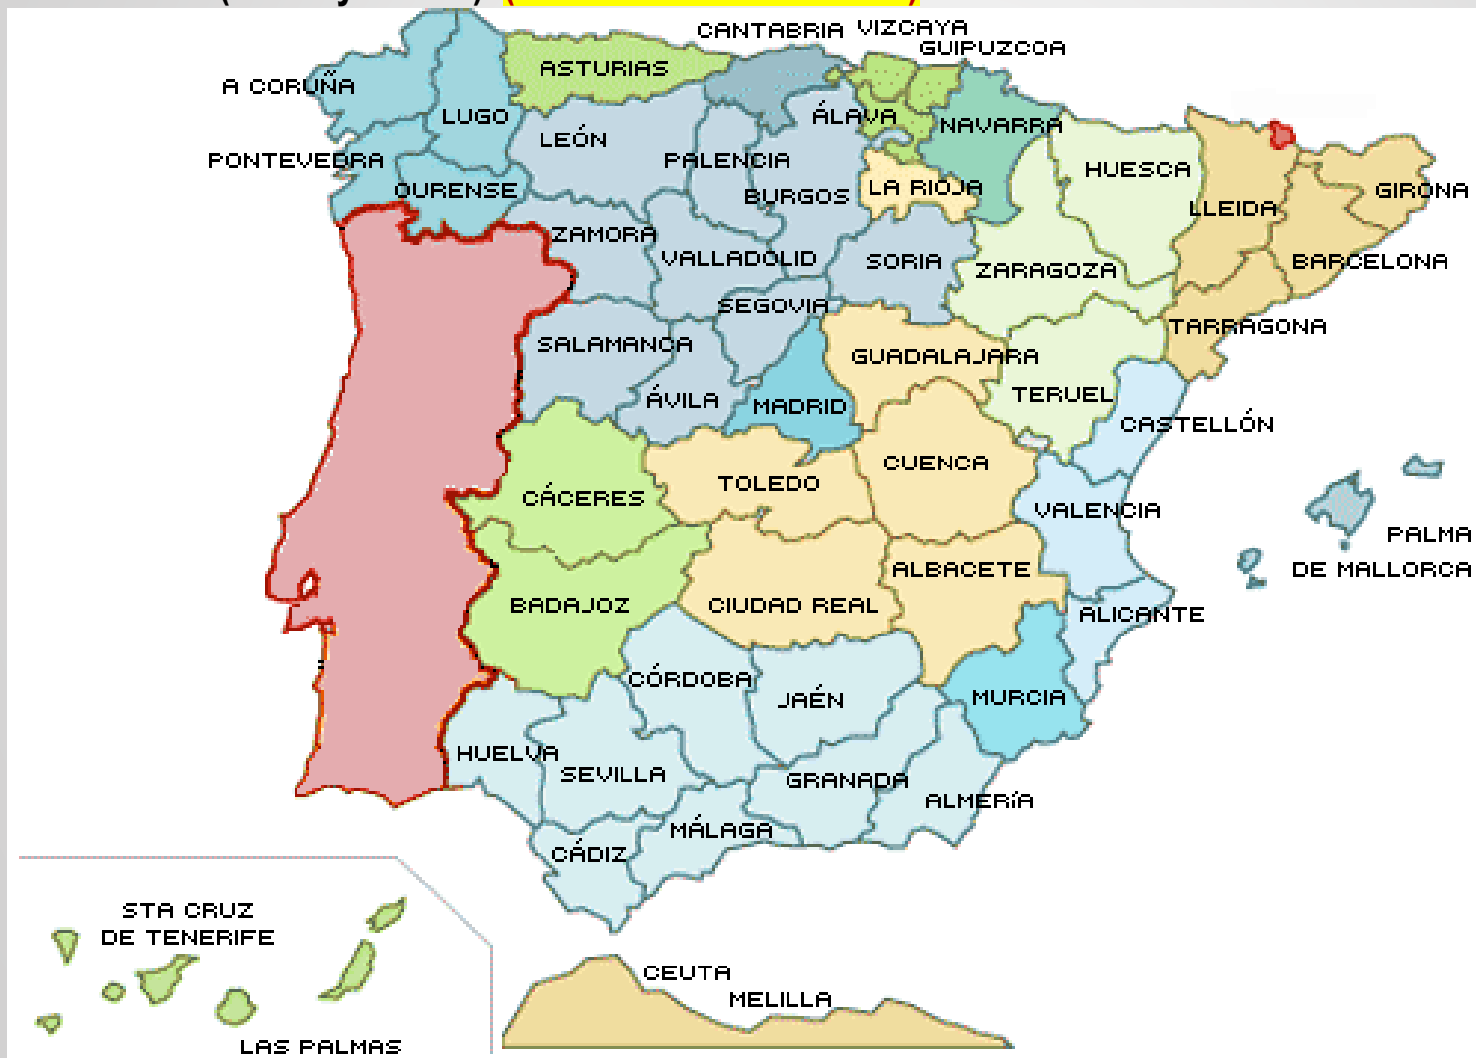 CANTABRIA VIZCAYA
GUIPUZCOA
ASTURIAS
A CORUÑA
LUGO
ÁLAVA
NAVARRA
LEÓN
PONTEVEDRA
PALENCIA
HUESCA
OURENSE
BURGOS
LA RIOJA
GIRONA
LLEIDA
ZAMORA
VALLADOLID
SORIA
ZARAGOZA
BARCELONA
SEGOVIA
TARRAGONA
SALAMANCA
GUADALAJARA
ÁVILA
MADRID
TERUEL
CASTELLÓN
CUENCA
CÁCERES
TOLEDO
VALENCIA
PALMA
DE MALLORCA
ALBACETE
BADAJOZ
CIUDAD REAL
ALICANTE
CÓRDOBA
JAÉN
MURCIA
HUELVA
SEVILLA
GRANADA
ALMERíA
MÁLAGA
CÁDIZ
STA CRUZ
DE TENERIFE
LAS PALMAS
CEUTA
MELILLA